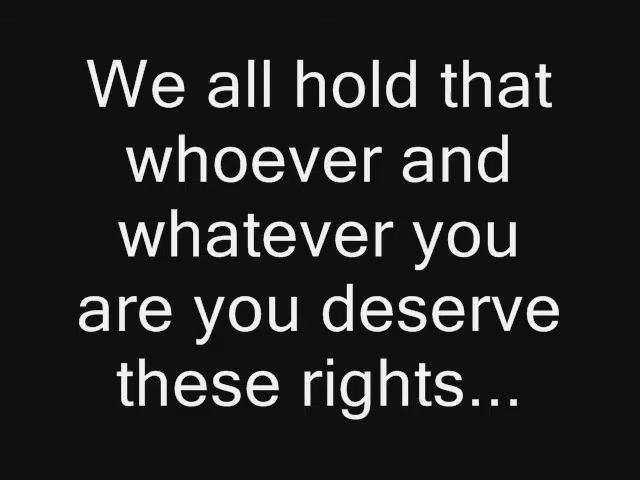 We all hold that
whoever and
whatever you
are you deserve
these rights...